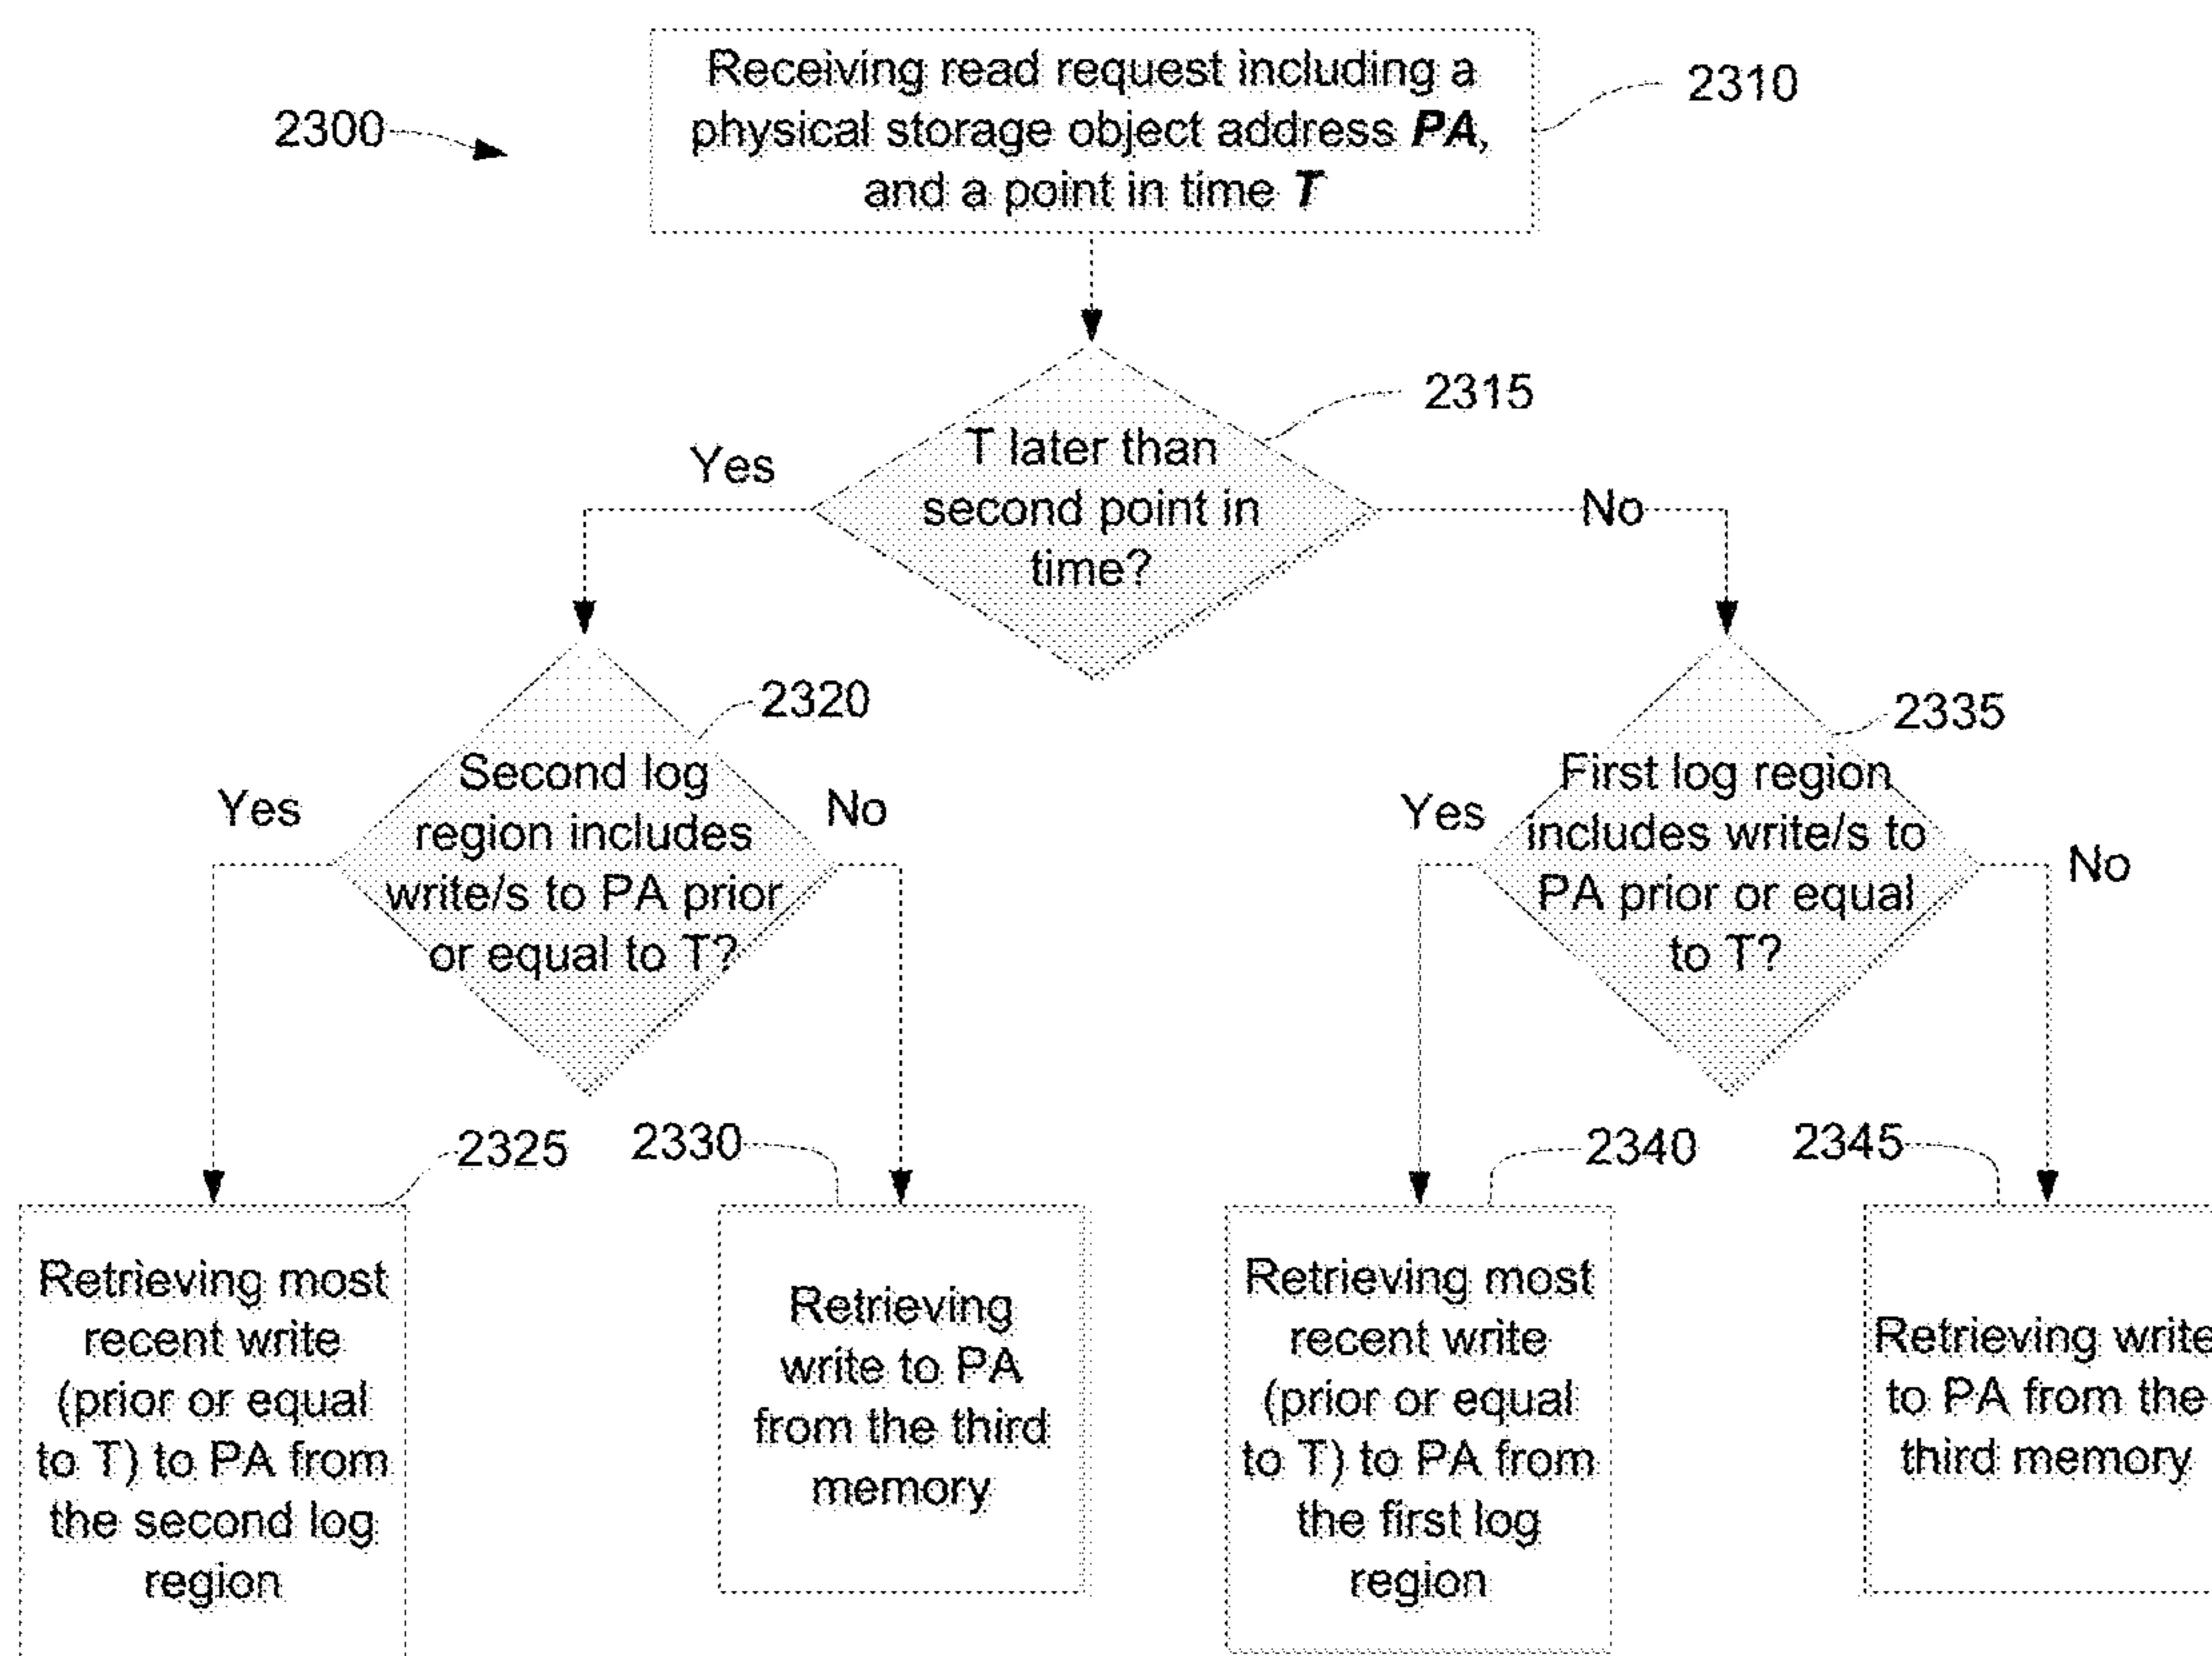 Receiving read request including a
physical storage object address PA,
and a point in time T
2310
2300
2315
T later than
second point in
time?
Yes
No
2320
Second log
region includes
write/s to PA prior
or equal to T?
Yes
No
2335
First log region
includes write/s to
PA prior or equal
to T?
Yes
No
2325
2330
2340
2345
Retrieving most
recent write
(prior or equal
to T) to PA from
the second log
region
Retrieving
write to PA
from the third
memory
Retrieving most
recent write
(prior or equal
to T) to PA from
the first log
region
Retrieving write
to PA from the
third memory